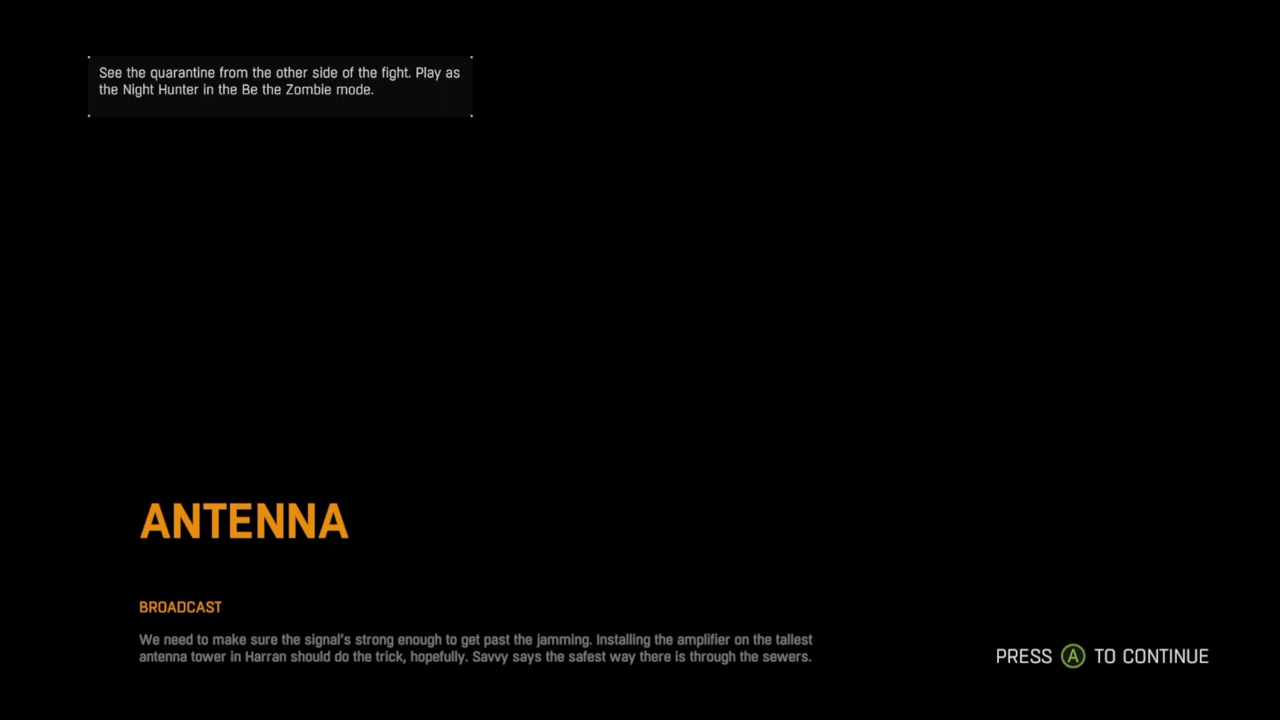 See the quarantine from the other side of the fight. Play as
the Night Hunter in the Be the Zombie mode.
ANTENNA
BROADCAST
We need to make sure the signal's strong enough to get past the jamming. Installing the amplifier on the tallest
antenna tower in Harran should do the trick, hopefully. Savvy says the safest way there is through the sewers.
PRESS A TO CONTINUE